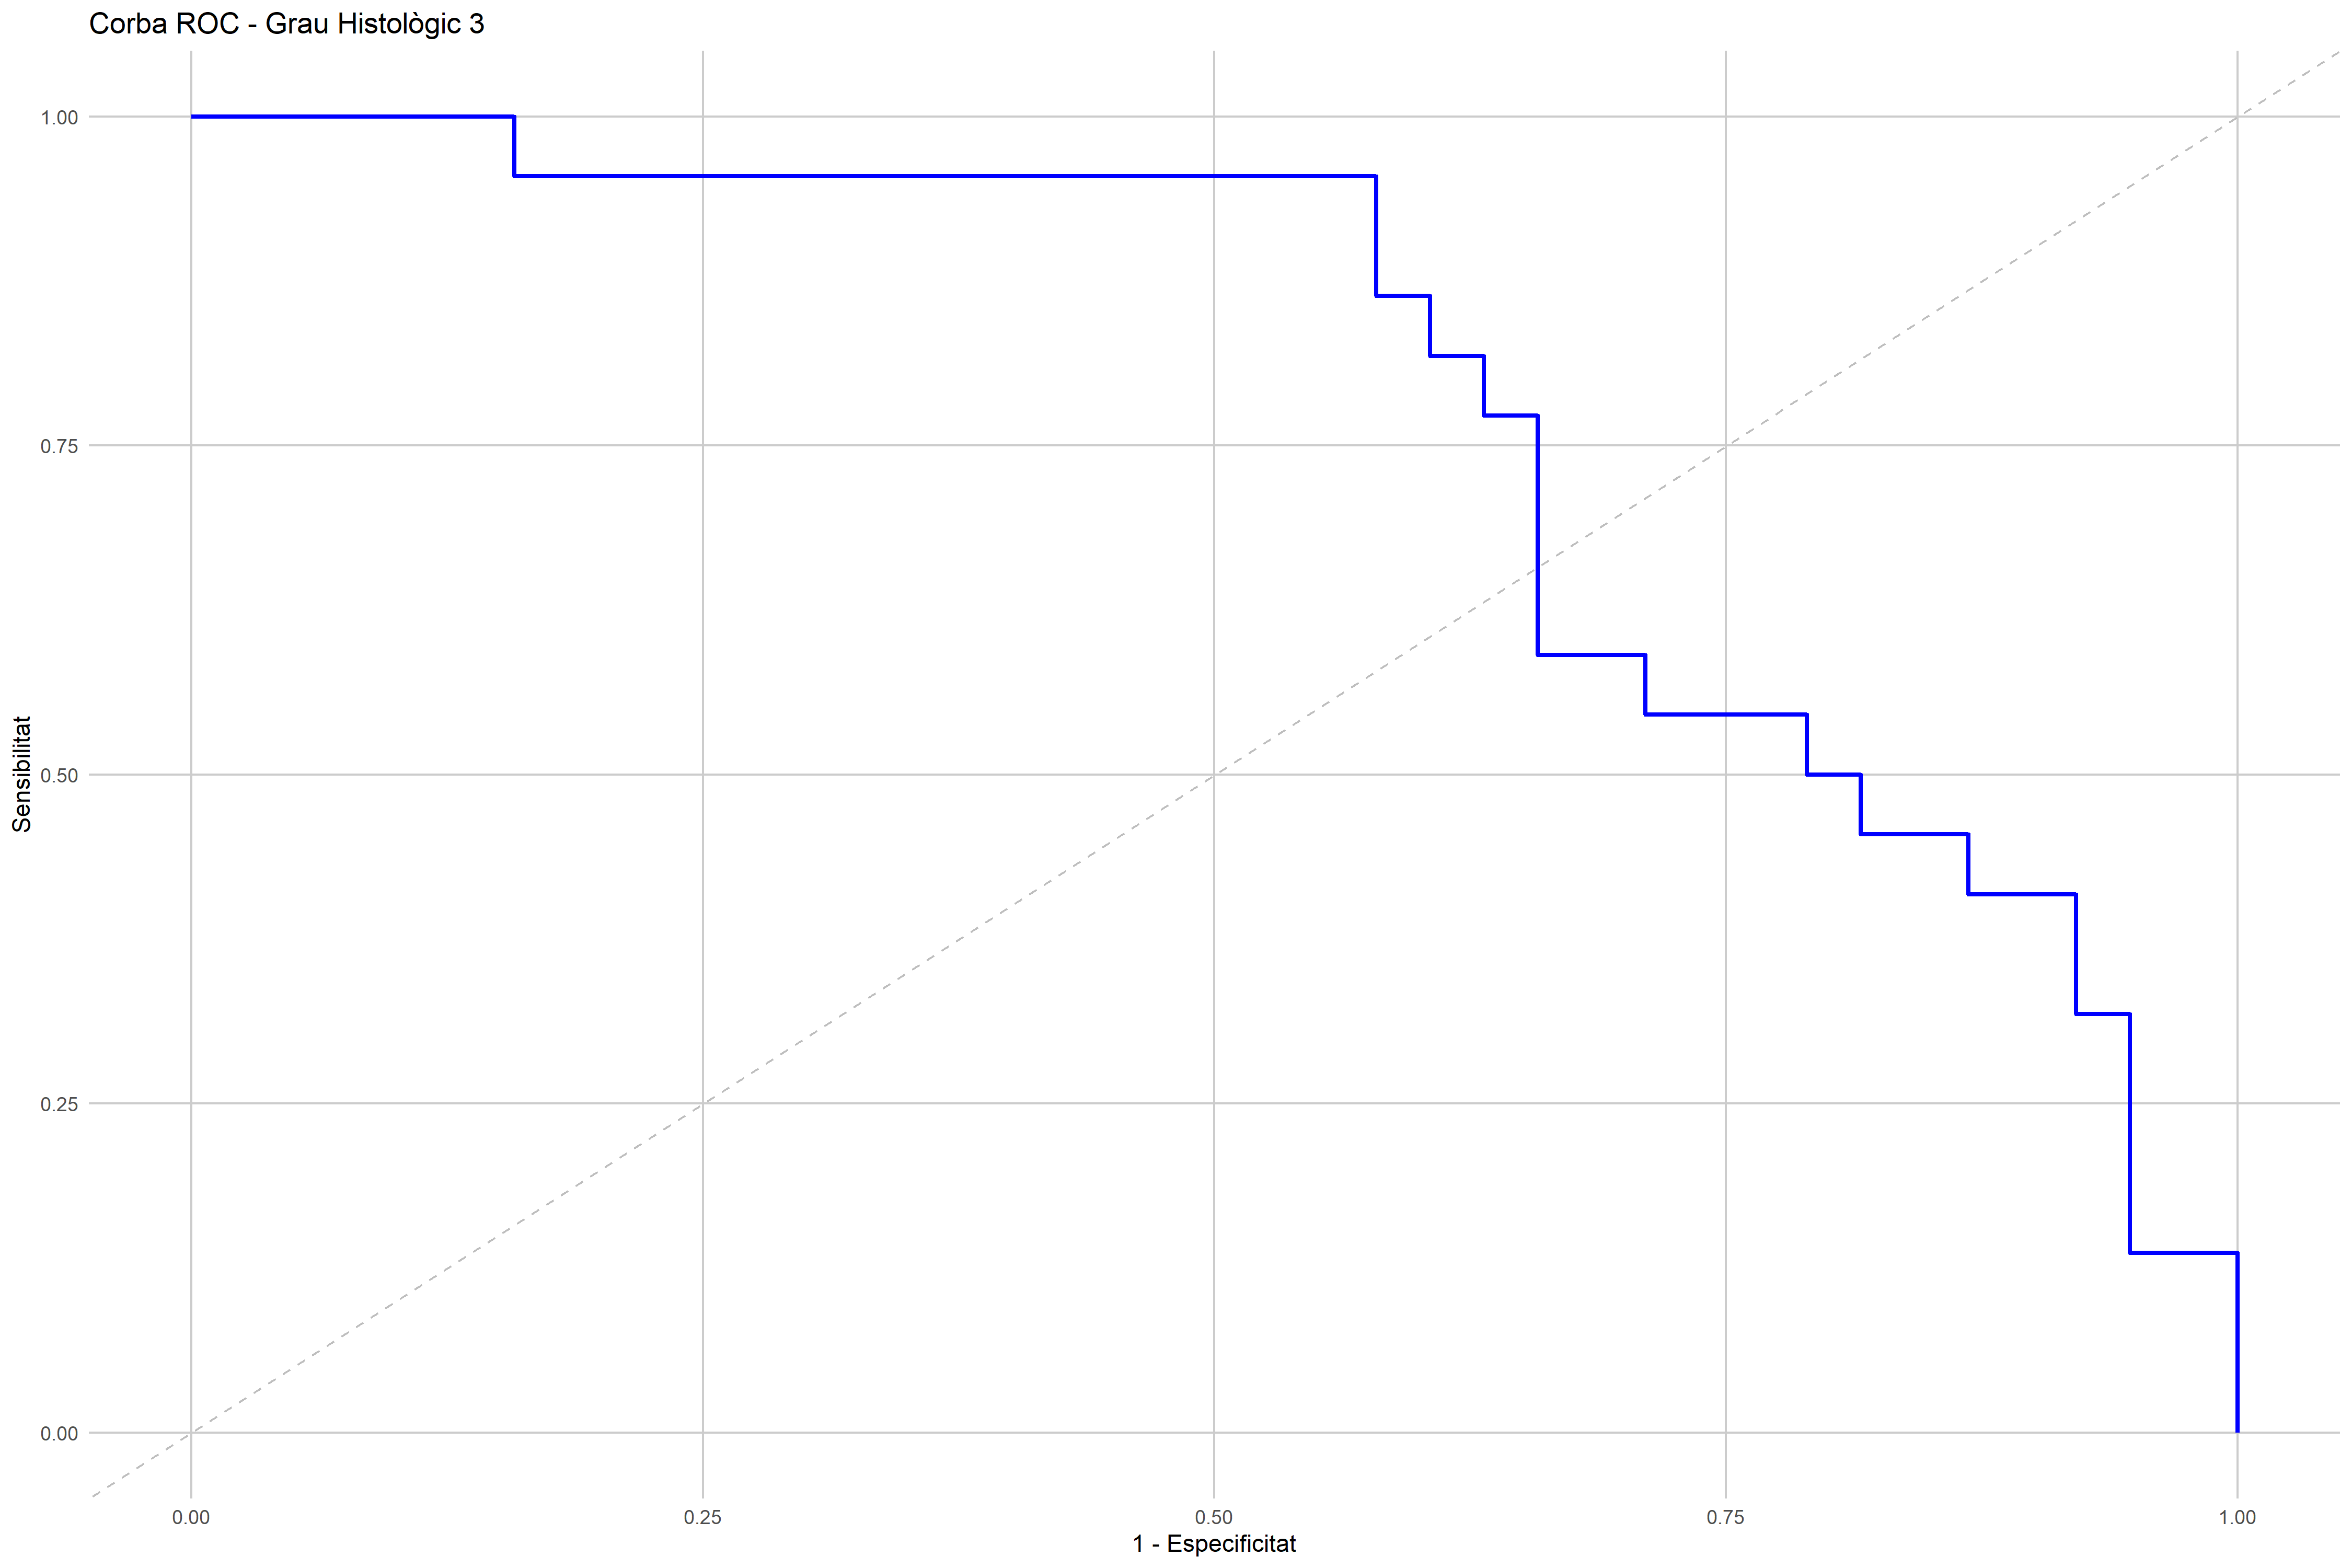 Corba ROC - Grau Histològic 3
1.00
0.75
0.50
0.25
0.00
Sensibilitat
0.00 0.25 0.50 0.75 1.00
1 - Especificitat